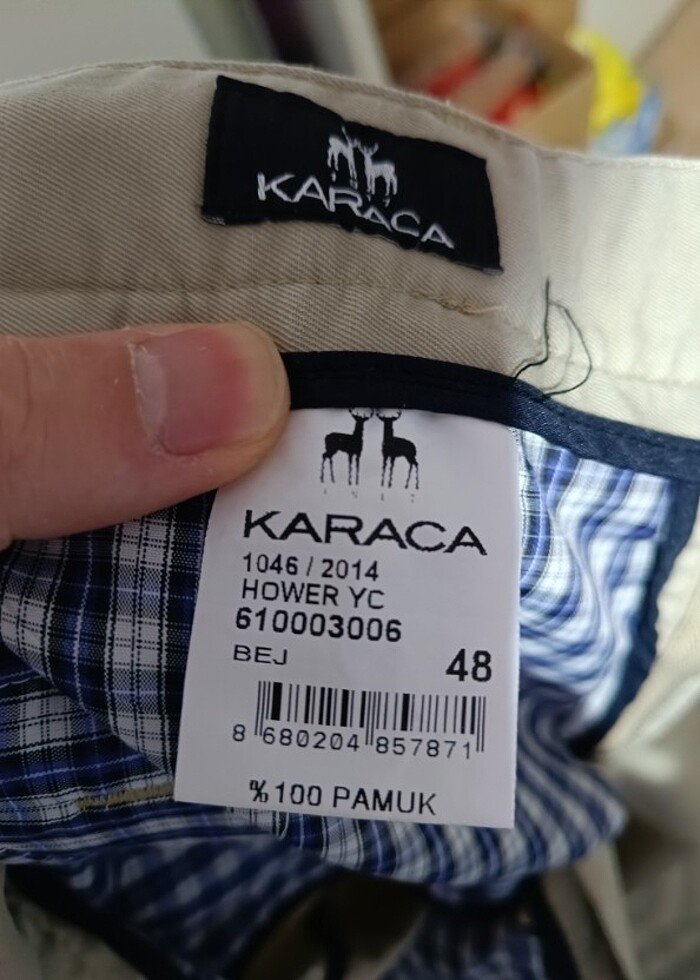 KARACA
KARACA
1046 / 2014
HOWER YC
610003006
BEJ 48
8 680204 857871
%100 PAMUK